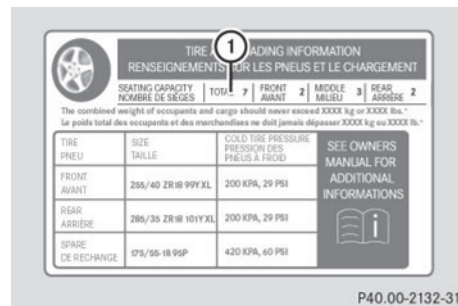 1
TIRE A ADING INFORMATION
RENSEIGNEMENTS SUR LES PNEUS ET LE CHARGEMENT
SEATING CAPACITY TOTAL 7 FRONT 2 MIDDLE 3 REAR 2
NOMBRE DE SIÈGES AVANT MILIEU ARRIÈRE
The combined weight of occupants and cargo should never exceed XXXX kg or XXXX lbs."
Le poids total des occupants et des marchandises ne doit jamais dépasser XXXX kg ou XXXX lb."
TIRE
PNEU
SIZE
TAILLE
COLD TIRE PRESSURE
PRESSION DES
PNEUS À FROID
SEE OWNERS
MANUAL FOR
ADDITIONAL
INFORMATIONS
FRONT
AVANT
255/40 ZR18 99Y XL
200 KPA, 29 PSI
REAR
ARRIÈRE
285/35 ZR18 101Y XL
200 KPA, 29 PSI
SPARE
DE RECHANGE
175/55-18 95P
420 KPA, 60 PSI
i
P40.00-2132-31